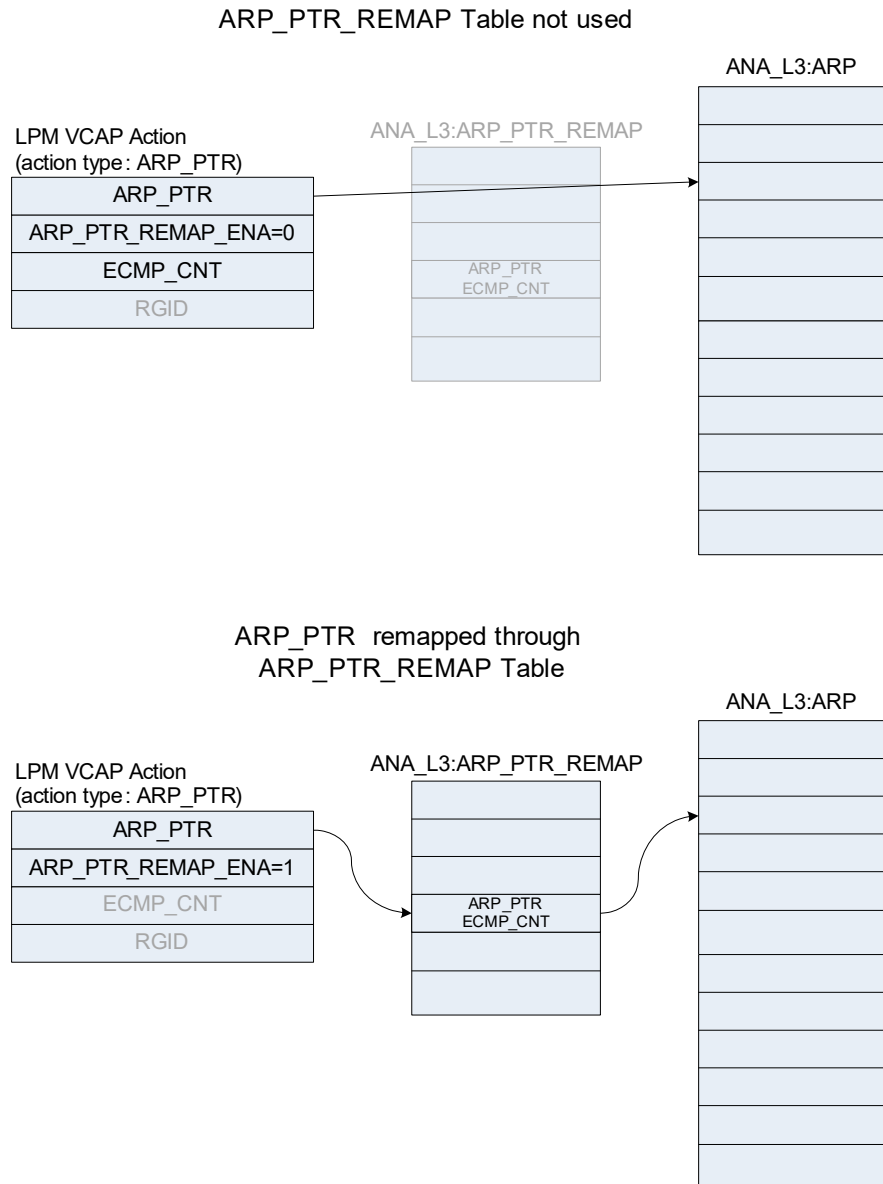 ARP_PTR_REMAP Table not used
ANA_L3:ARP
LPM VCAP Action
(action type: ARP_PTR)
ANA_L3:ARP_PTR_REMAP
ARP_PTR
ARP_PTR_REMAP_ENA=0
ECMP_CNT
RGID
ARP_PTR
ECMP_CNT
ARP_PTR remapped through
ARP_PTR_REMAP Table
ANA_L3:ARP
LPM VCAP Action
(action type: ARP_PTR)
ANA_L3:ARP_PTR_REMAP
ARP_PTR
ARP_PTR_REMAP_ENA=1
ECMP_CNT
RGID
ARP_PTR
ECMP_CNT